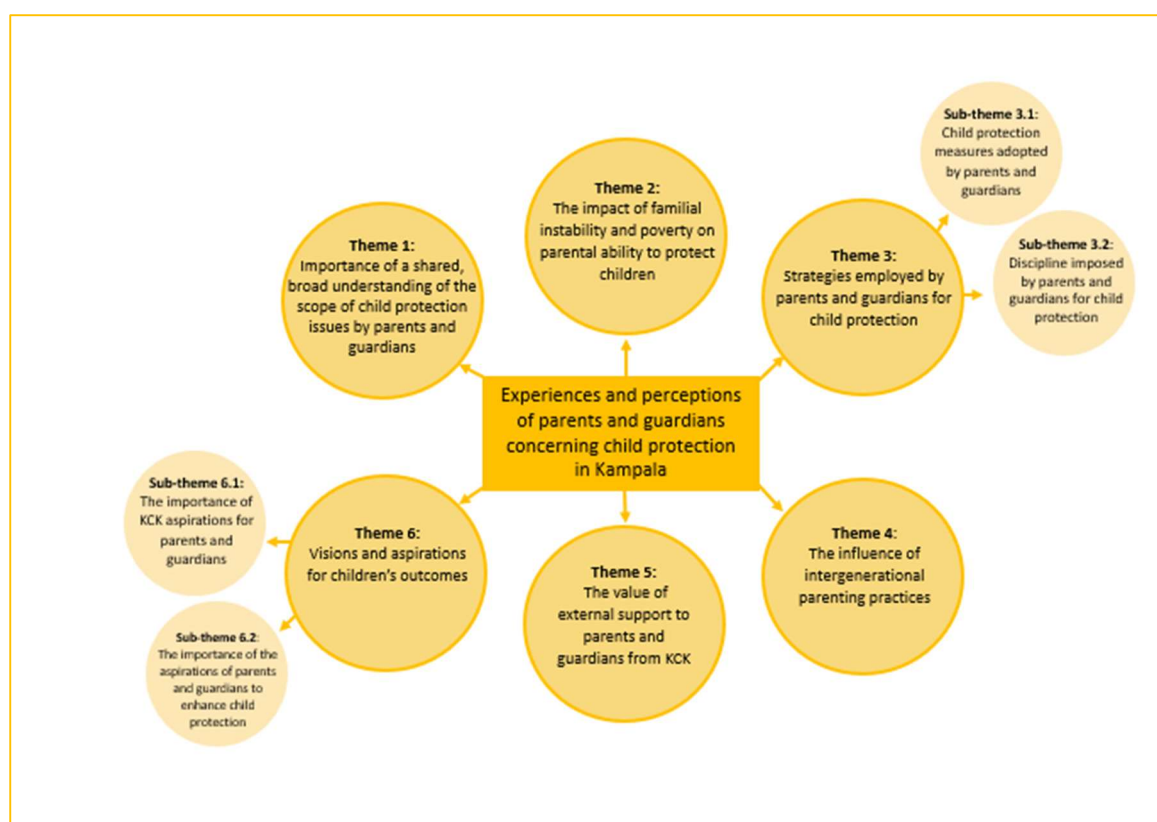 Experiences and perceptions
of parents and guardians
concerning child protection
in Kampala
Theme 1:
Importance of a shared,
broad understanding of the
scope of child protection
issues by parents and
guardians
Theme 2:
The impact of familial
instability and poverty on
parental ability to protect
children
Theme 3:
Strategies employed by
parents and guardians for
child protection
Sub-theme 3.1:
Child protection
measures adopted
by parents and
guardians
Sub-theme 3.2:
Discipline imposed
by parents and
guardians for child
protection
Theme 4:
The influence of
intergenerational
parenting practices
Theme 5:
The value of
external support to
parents and
guardians from KCK
Theme 6:
Visions and aspirations
for children’s outcomes
Sub-theme 6.1:
The importance of
KCK aspirations for
parents and
guardians
Sub-theme 6.2:
The importance of the
aspirations of parents
and guardians to
enhance child
protection